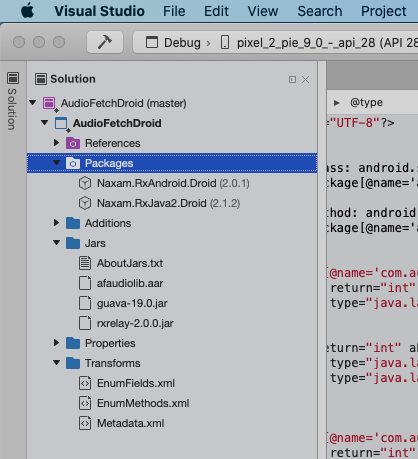 Visual Studio File Edit View Search Project
Debug › pixel_2_pie_9_0_-_api_28 (API 28
Solution
Solution
AudioFetchDroid (master)
AudioFetchDroid
References
Packages
Naxam.RxAndroid.Droid (2.0.1)
Naxam.RxJava2.Droid (2.1.2)
Additions
Jars
AboutJars.txt
afaudiolib.aar
guava-19.0.jar
rxrelay-2.0.0.jar
Properties
Transforms
EnumFields.xml
EnumMethods.xml
Metadata.xml
@type
="UTF-8"?>
ass: android.s
ckage[@name='a
thod: android
ckage[@name='a
[@name='com.au
return="int"
type="java.la
eturn="int" ab
type="java.la
type="java.la
[@name='com.au
return="int"